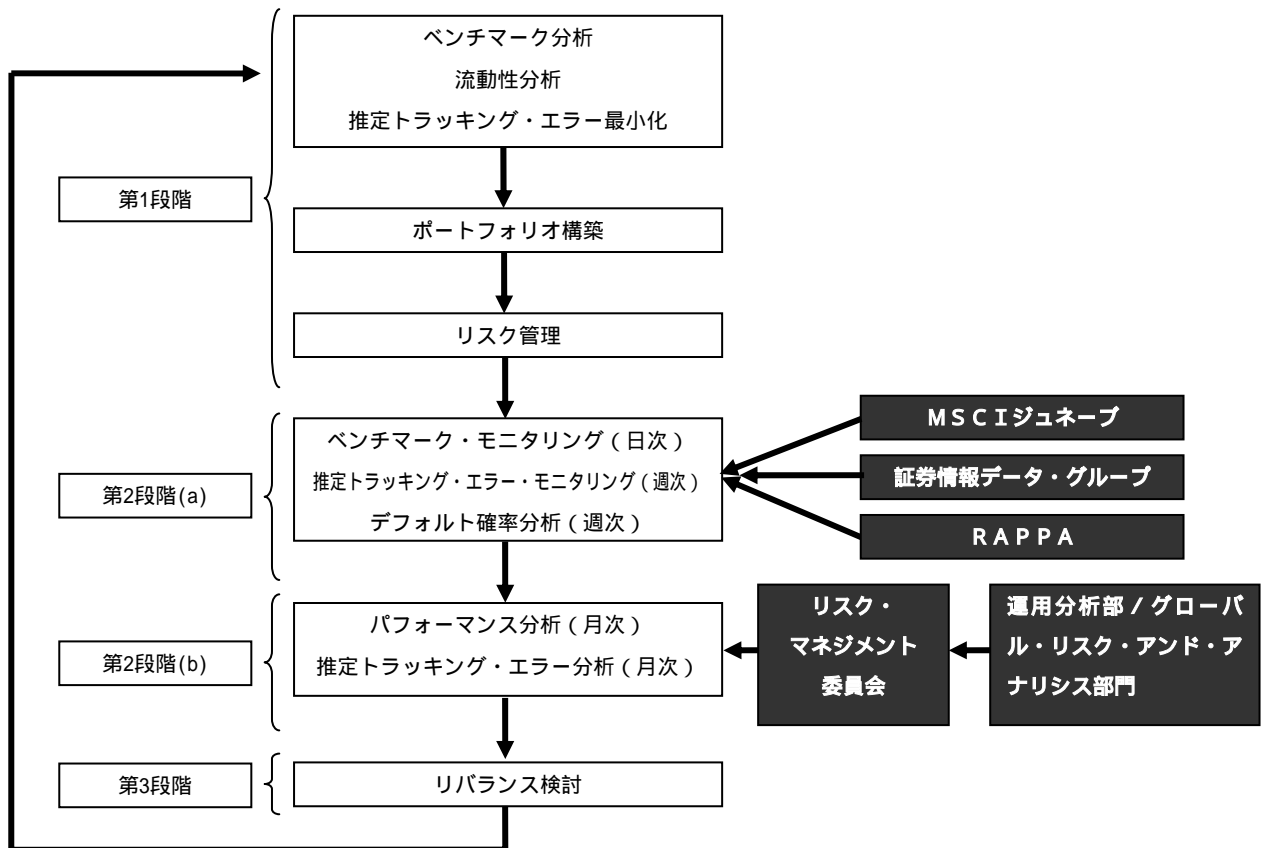 ベンチマーク分析
流動性分析
推定トラッキング・エラー最小化
第1段階
ポートフォリオ構築
リスク管理
ベンチマーク・モニタリング(日次)
推定トラッキング・エラー・モニタリング(週次)
デフォルト確率分析(週次)
第2段階(a)
MSCIジュネーブ
証券情報データ・グループ
RAPPA
パフォーマンス分析(月次)
推定トラッキング・エラー分析(月次)
第2段階(b)
リスク・
マネジメント
委員会
運用分析部/グローバ
ル・リスク・アンド・ア
ナリシス部門
第3段階
リバランス検討